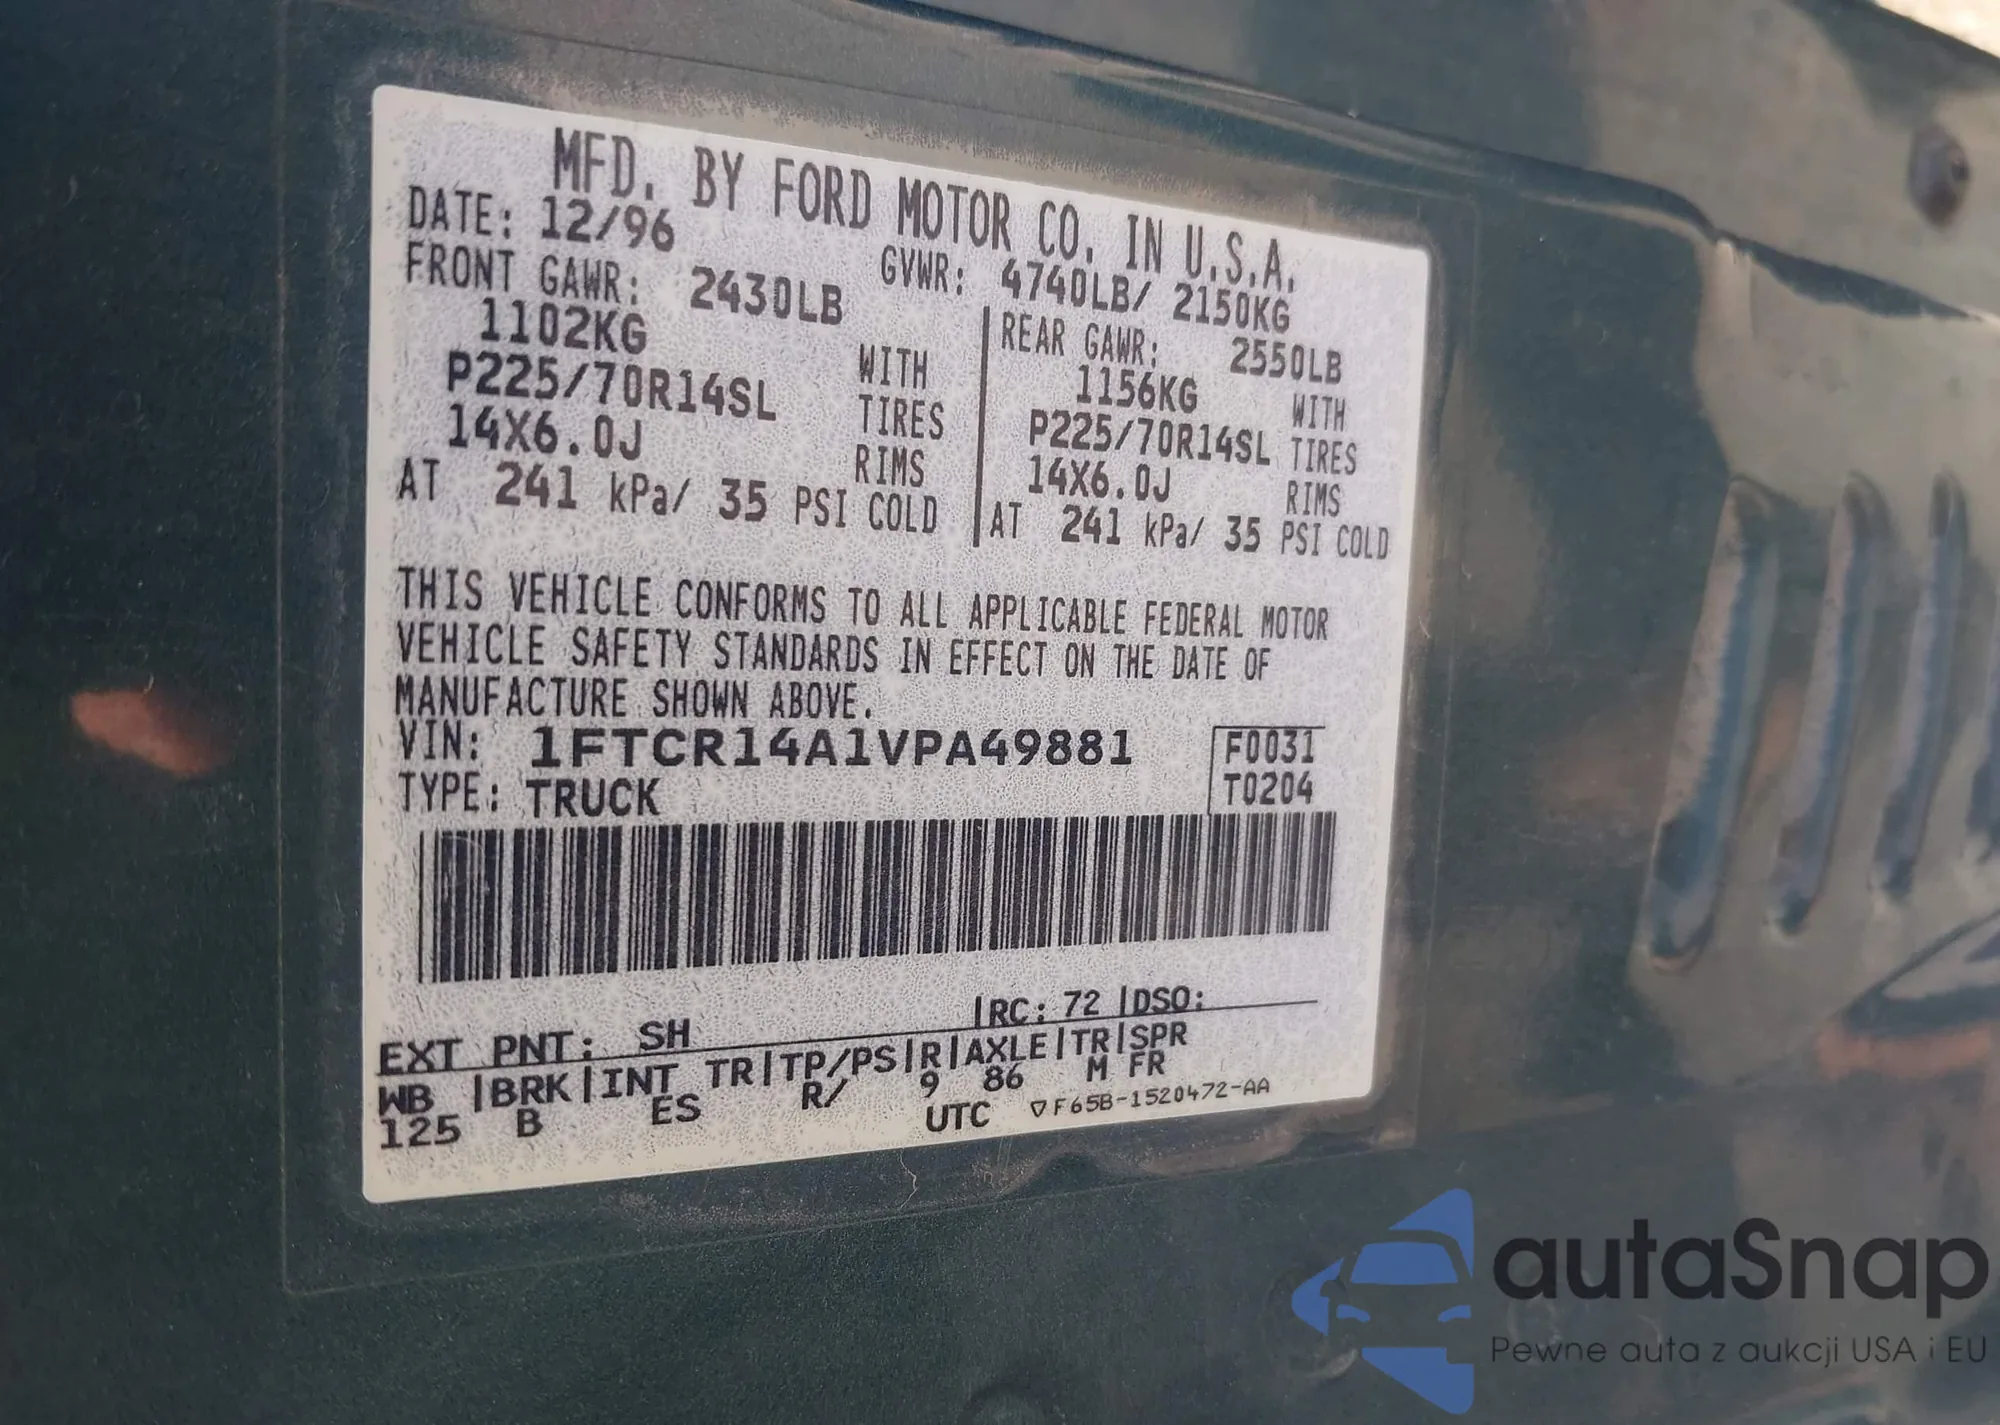 MFD. BY FORD MOTOR CO. IN U.S.A.
DATE: 12/96 GVWR: 4740LB/ 2150KG
FRONT GAWR: 2430LB REAR GAWR: 2550LB
1102KG WITH 1156KG WITH
P225/70R14SL TIRES P225/70R14SL TIRES
14X6.0J RIMS 14X6.0J RIMS
AT 241 kPa/ 35 PSI COLD AT 241 kPa/ 35 PSI COLD
THIS VEHICLE CONFORMS TO ALL APPLICABLE FEDERAL MOTOR
VEHICLE SAFETY STANDARDS IN EFFECT ON THE DATE OF
MANUFACTURE SHOWN ABOVE.
VIN: 1FTCR14A1VPA49881 F0031
TYPE: TRUCK T0204
EXT PNT: SH RC: 72 DSO:
WB BRK INT TR TP/PS R AXLE TR SPR
125 B ES R/ 9 86 M FR
UTC ▽F65B-1520472-AA
autaSnap
Pewne auta z aukcji USA i EU